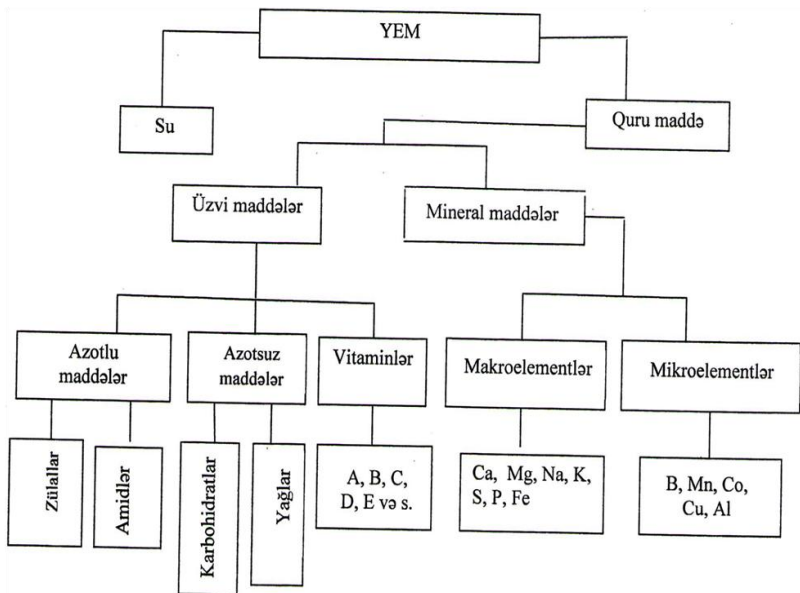 YEM
Su
Quru maddə
Üzvi maddələr
Mineral maddələr
Azotlu
maddələr
Azotsuz
maddələr
Vitaminlər
Makroelementlər
Mikroelementlər
Zülallar
Amidlər
Karbohidratlar
Yağlar
A, B, C,
D, E və s.
Ca, Mg, Na, K,
S, P, Fe
B, Mn, Co,
Cu, Al